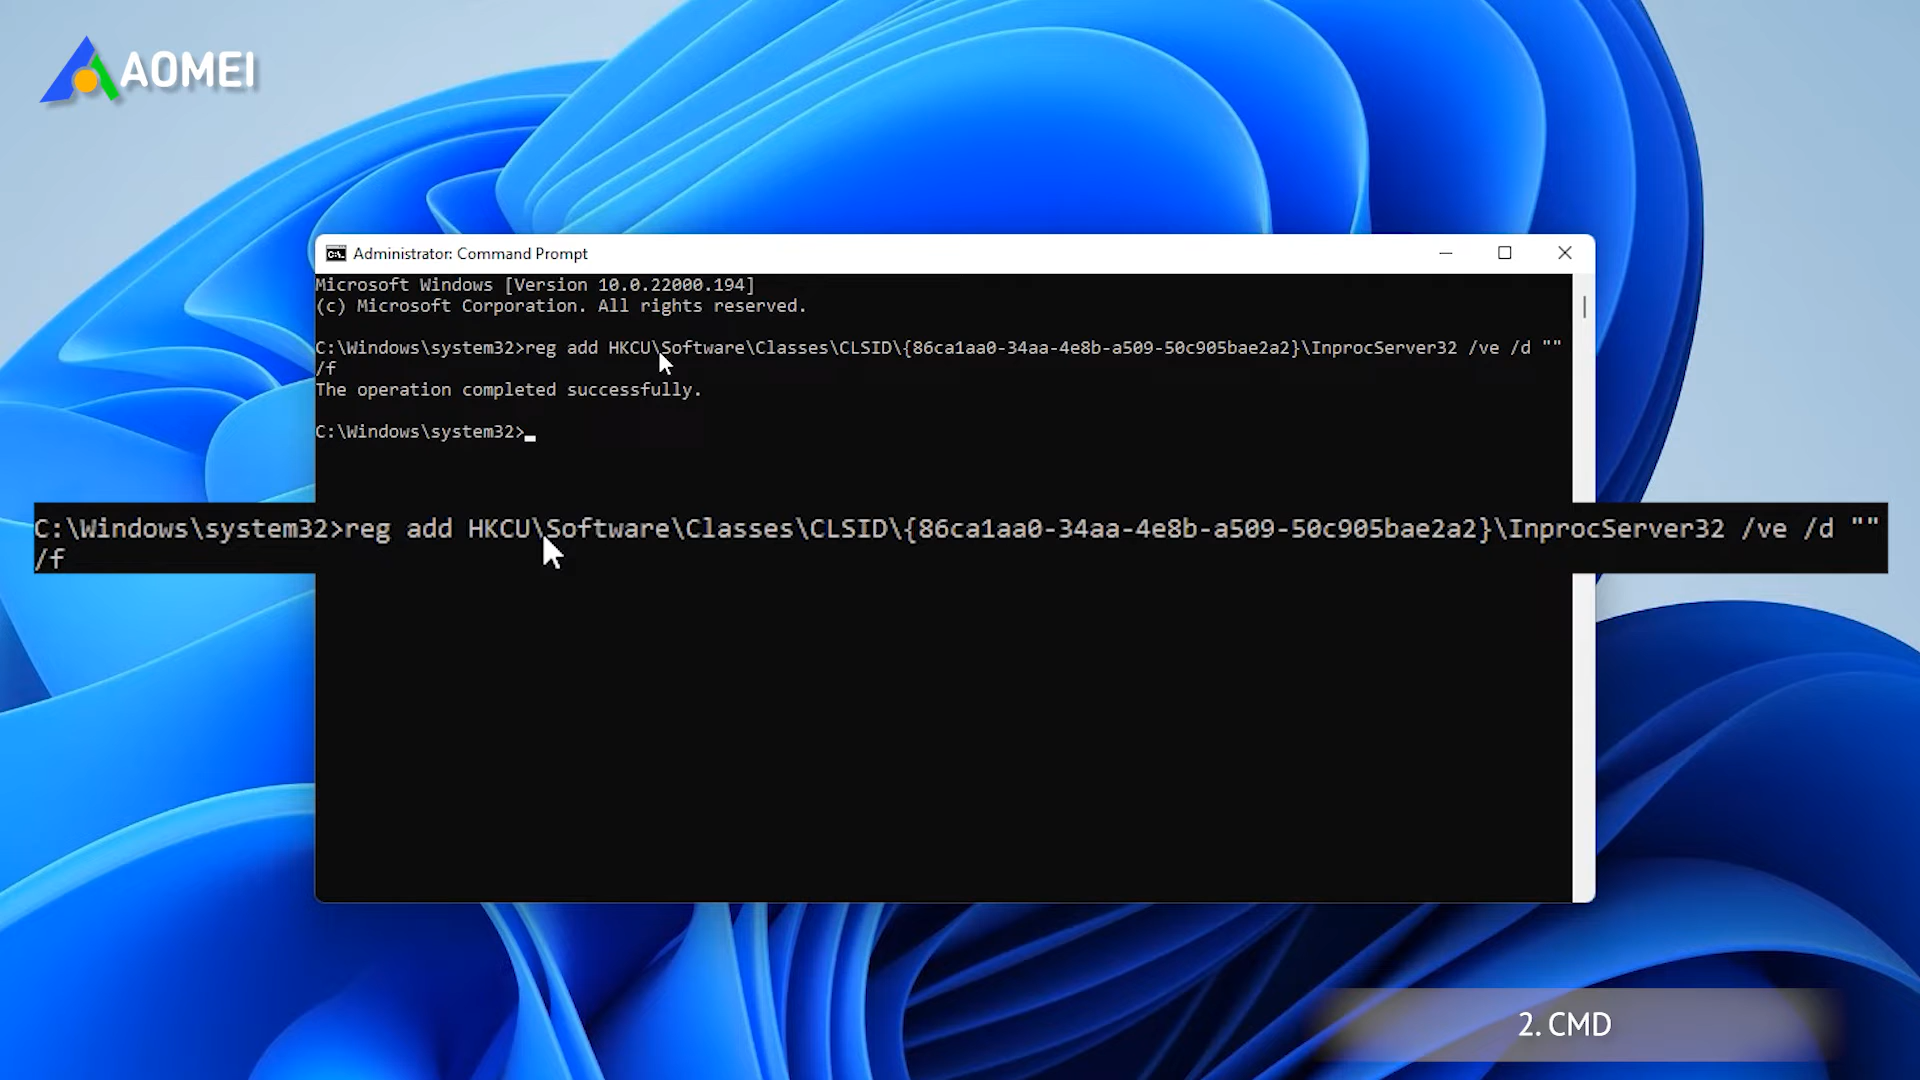 AOMEI
Administrator: Command Prompt
Microsoft Windows [Version 10.0.22000.194]
(c) Microsoft Corporation. All rights reserved.
C:\Windows\system32>reg add HKCU\Software\Classes\CLSID\{86ca1aa0-34aa-4e8b-a509-50c905bae2a2}\InprocServer32 /ve /d ""
/f
The operation completed successfully.
C:\Windows\system32>
C:\Windows\system32>reg add HKCU\Software\Classes\CLSID\{86ca1aa0-34aa-4e8b-a509-50c905bae2a2}\InprocServer32 /ve /d ""
/f
2. CMD